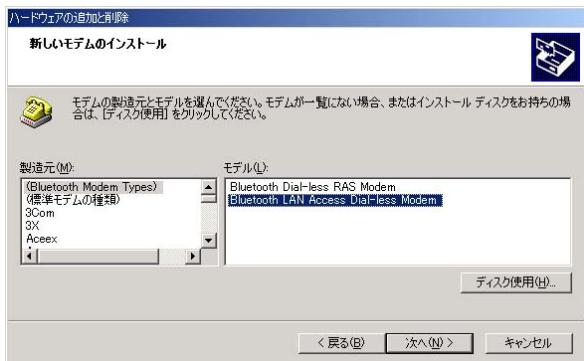 ハードウェアの追加と削除
新しいモデムのインストール
モデムの製造元とモデルを選んでください。モデムが一覧にない場合、またはインストール ディスクをお持ちの場
合は、[ディスク使用] をクリックしてください。
製造元(M):
(Bluetooth Modem Types)
(標準モデムの種類)
3Com
3X
Aceex
モデル(L):
Bluetooth Dial-less RAS Modem
Bluetooth LAN Access Dial-less Modem
ディスク使用(H)...
< 戻る(B)
次へ(N) >
キャンセル